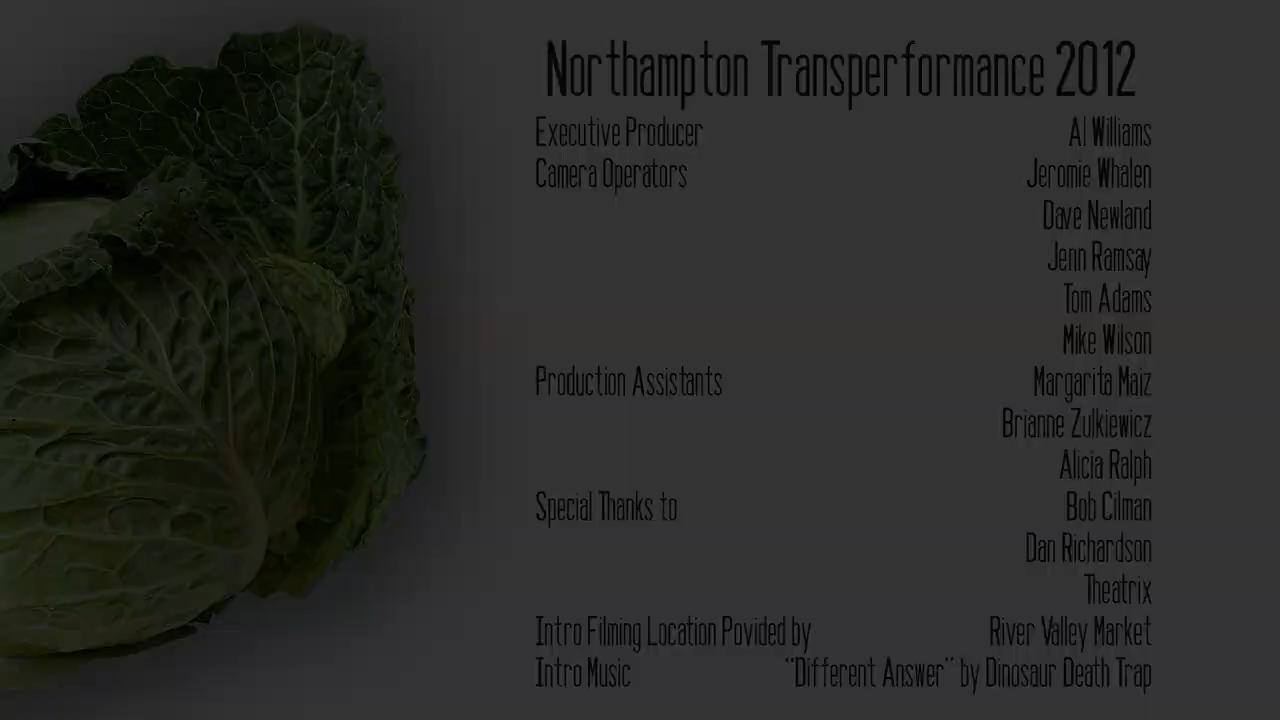 Northampton Transperformance 2012
Executive Producer Al Williams
Camera Operators Jeromie Whalen
Dave Newland
Jenn Ramsay
Tom Adams
Mike Wilson
Production Assistants Margarita Maiz
Brianne Zulkiewicz
Alicia Ralph
Special Thanks to Bob Cilman
Dan Richardson
Theatrix
Intro Filming Location Povided by River Valley Market
Intro Music "Different Answer" by Dinosaur Death Trap